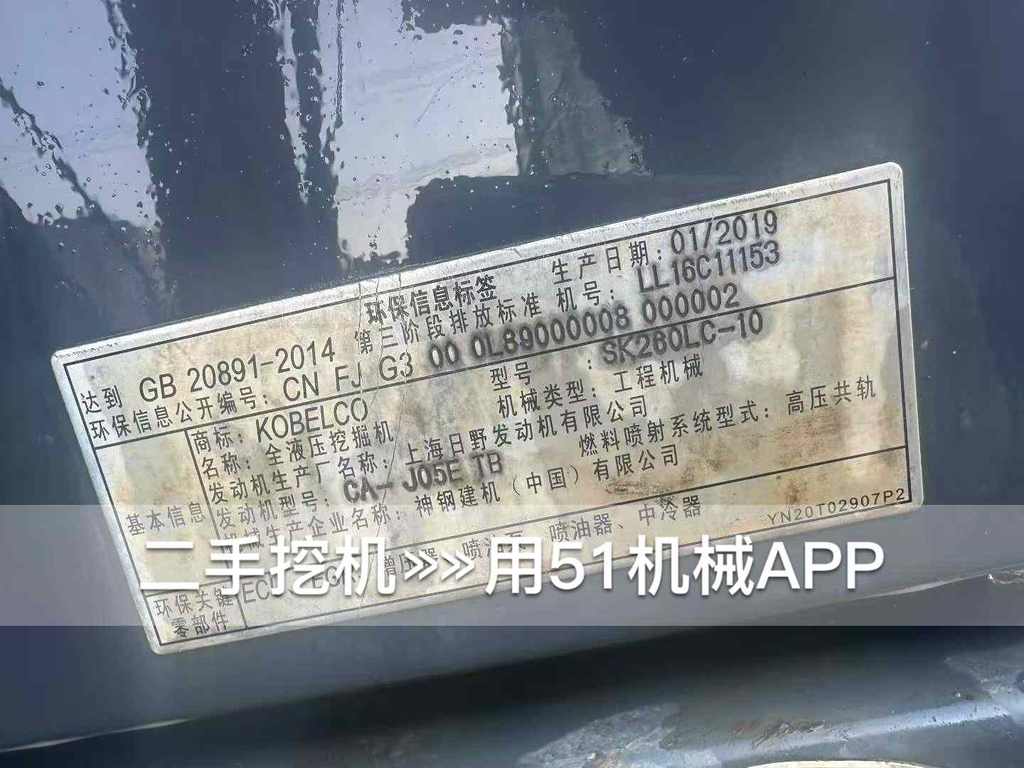 环保信息标签 生产日期：01/2019
达到 GB 20891-2014 第三阶段排放标准 机号：LL16C11153
环保信息公开编号：CN FJ G3 00 0L89000008 000002
基本信息
商标：KOBELCO 型号：SK260LC-10
名称：全液压挖掘机 机械类型：工程机械
发动机生产厂名称：上海日野发动机有限公司
发动机型号：CA-J05E TB 燃料喷射系统型式：高压共轨
生产企业名称：神钢建机（中国）有限公司
环保关键零部件
喷油器、中冷器
YN20T02907P2
二手挖机»»用51机械APP